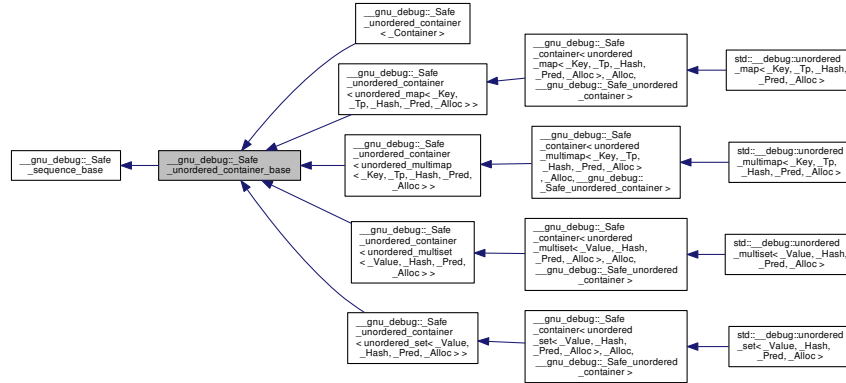 __gnu_debug::_Safe
_sequence_base
__gnu_debug::_Safe
_unordered_container_base
__gnu_debug::_Safe
_unordered_container
< _Container >
__gnu_debug::_Safe
_unordered_container
< unordered_map< _Key,
_Tp, _Hash, _Pred, _Alloc > >
__gnu_debug::_Safe
_container< unordered
_map< _Key, _Tp, _Hash,
_Pred, _Alloc >, _Alloc,
__gnu_debug::_Safe_unordered
_container >
std::__debug::unordered
_map< _Key, _Tp, _Hash,
_Pred, _Alloc >
__gnu_debug::_Safe
_unordered_container
< unordered_multimap
< _Key, _Tp, _Hash, _Pred,
_Alloc > >
__gnu_debug::_Safe
_container< unordered
_multimap< _Key, _Tp,
_Hash, _Pred, _Alloc >
, _Alloc, __gnu_debug::
_Safe_unordered_container >
std::__debug::unordered
_multimap< _Key, _Tp,
_Hash, _Pred, _Alloc >
__gnu_debug::_Safe
_unordered_container
< unordered_multiset
< _Value, _Hash, _Pred,
_Alloc > >
__gnu_debug::_Safe
_container< unordered
_multiset< _Value, _Hash,
_Pred, _Alloc >, _Alloc,
__gnu_debug::_Safe_unordered
_container >
std::__debug::unordered
_multiset< _Value, _Hash,
_Pred, _Alloc >
__gnu_debug::_Safe
_unordered_container
< unordered_set< _Value,
_Hash, _Pred, _Alloc > >
__gnu_debug::_Safe
_container< unordered
_set< _Value, _Hash,
_Pred, _Alloc >, _Alloc,
__gnu_debug::_Safe_unordered
_container >
std::__debug::unordered
_set< _Value, _Hash,
_Pred, _Alloc >